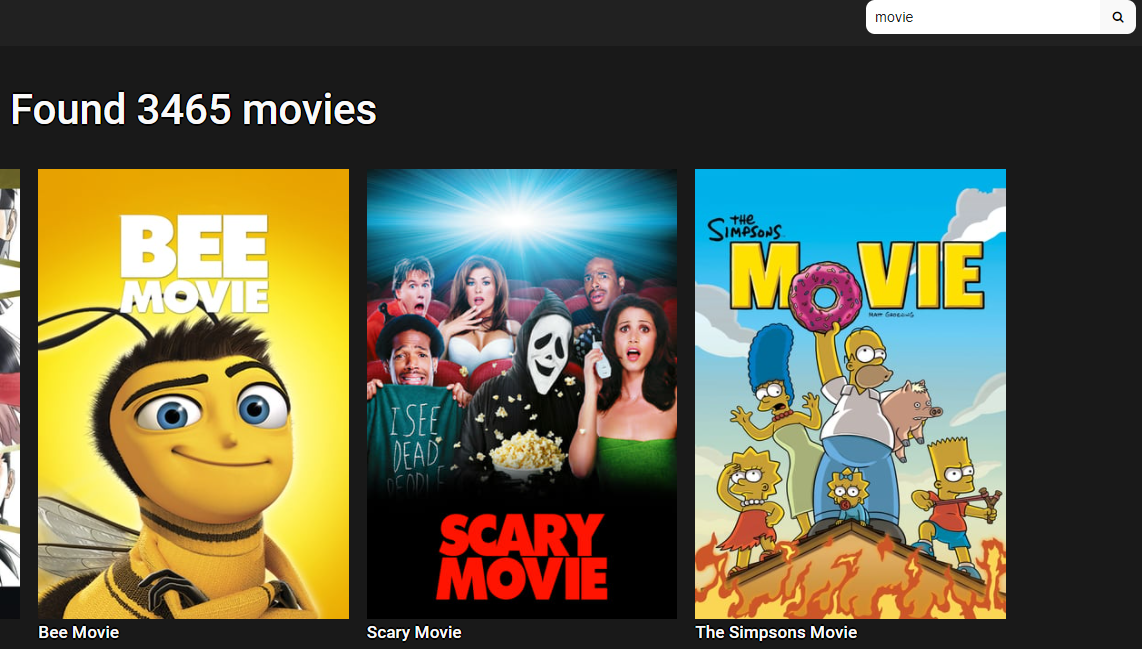 movie
Found 3465 movies
BEE
MOVIE
I SEE
DEAD
PEOPLE
SCARY
MOVIE
THE
SIMPSONS
MOVIE
MATT GROENING
Bee Movie
Scary Movie
The Simpsons Movie